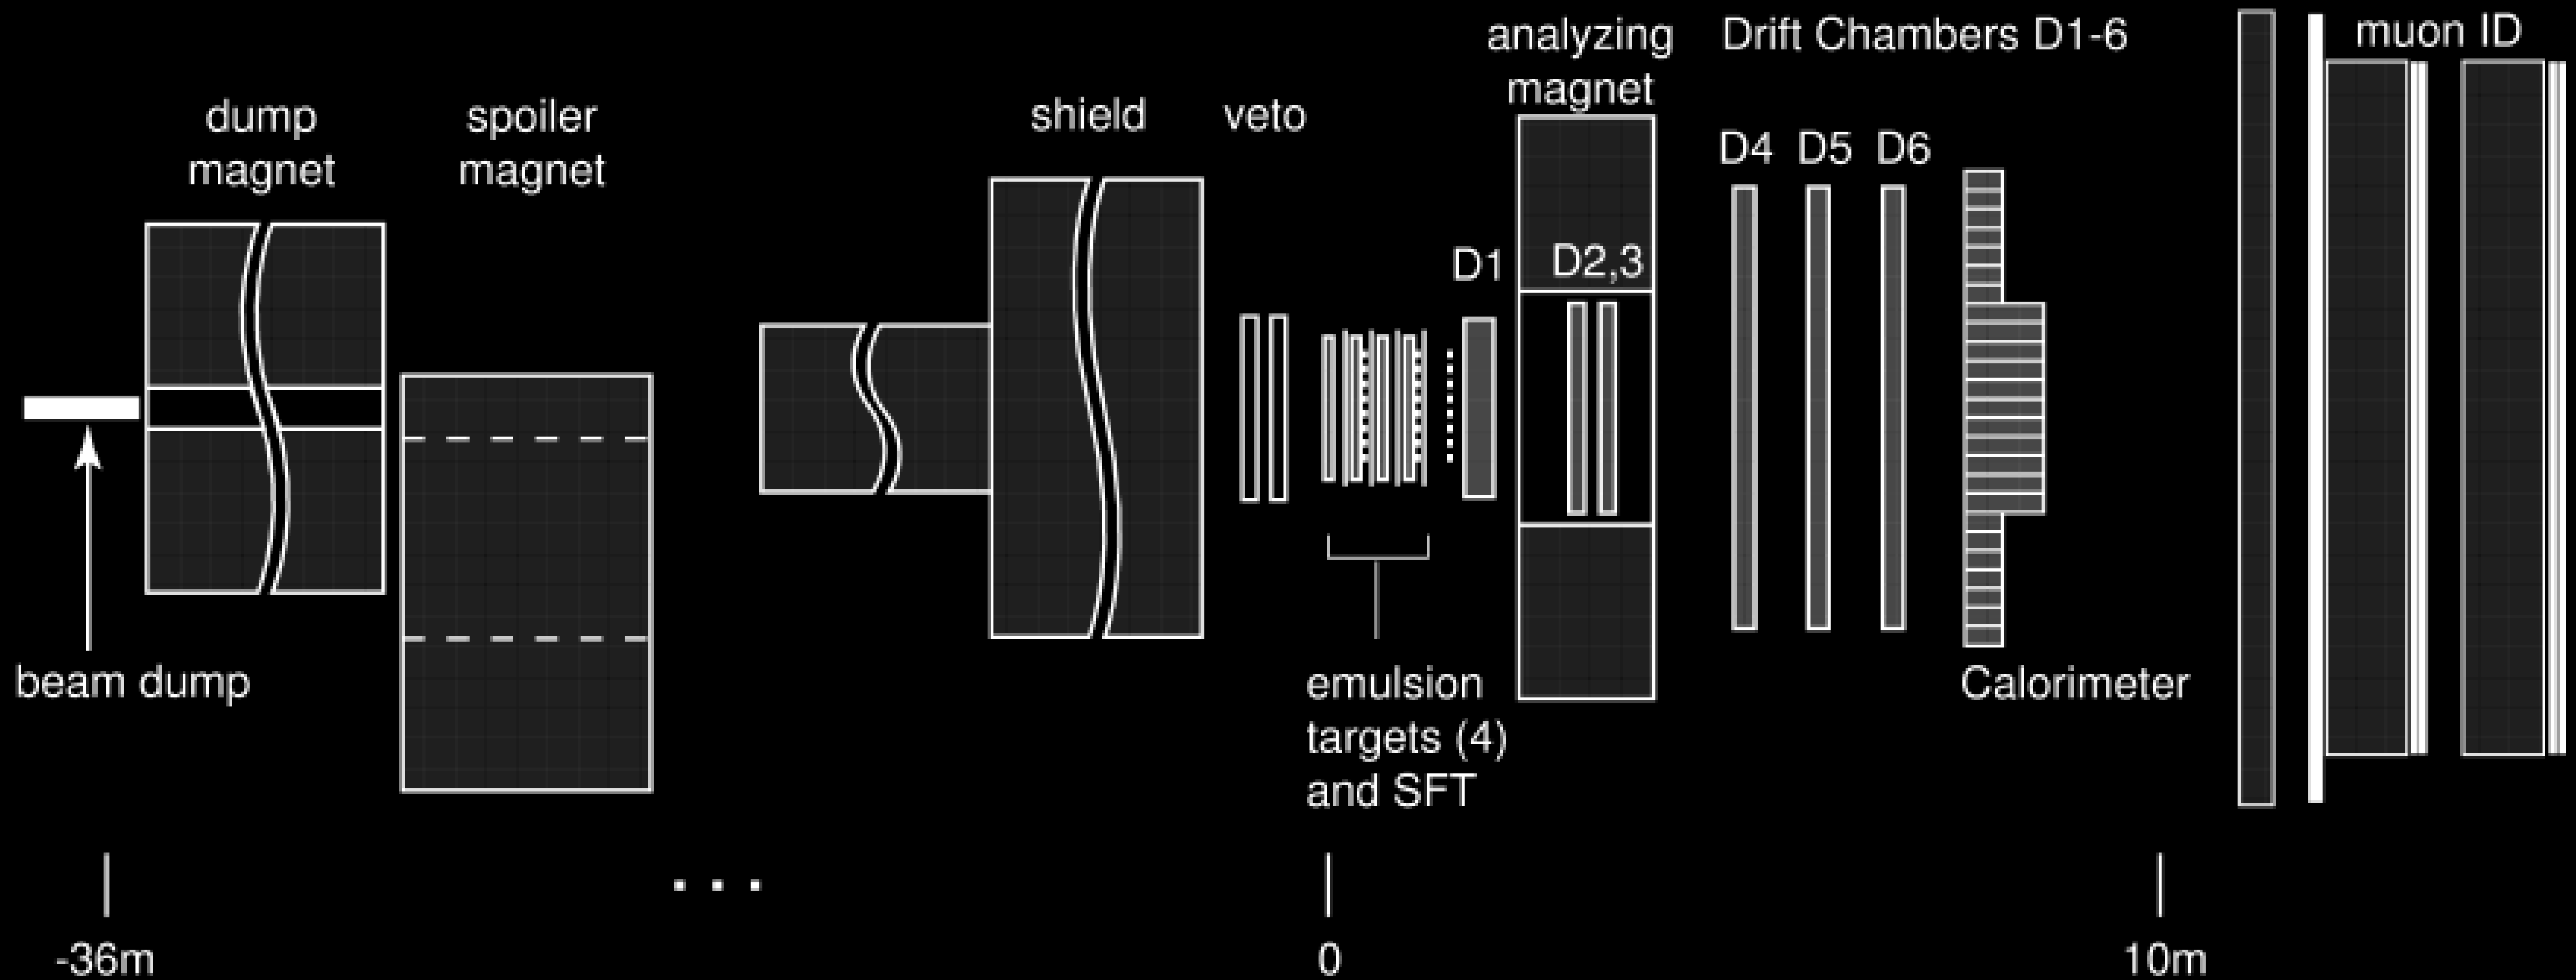 dump
magnet
spoiler
magnet
shield
veto
analyzing
magnet
Drift Chambers D1-6
muon ID
D4 D5 D6
D1
D2,3
beam dump
emulsion
targets (4)
and SFT
Calorimeter
. . .
-36m
0
10m